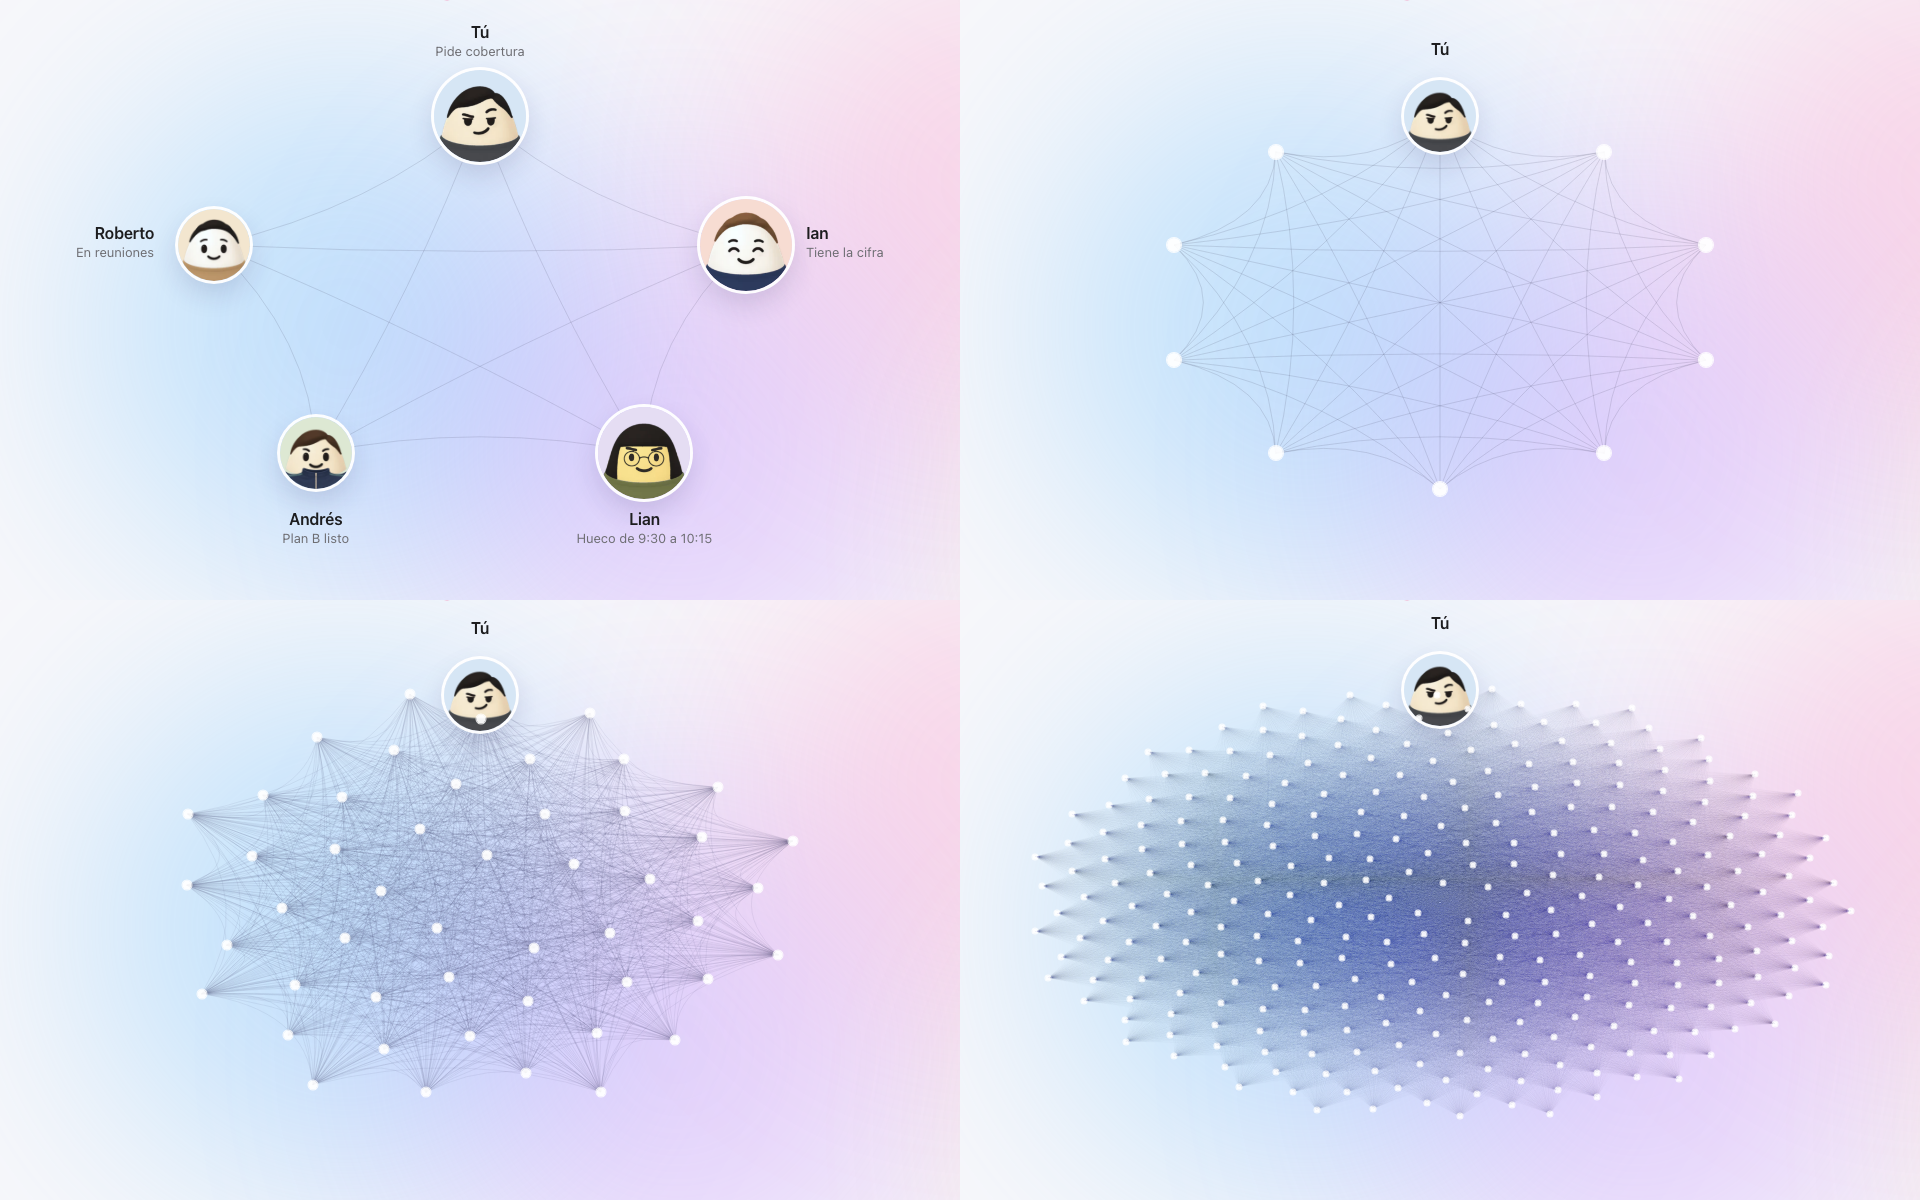 Tú
Pide cobertura
Roberto
En reuniones
Ian
Tiene la cifra
Andrés
Plan B listo
Lian
Hueco de 9:30 a 10:15
Tú
Tú
Tú